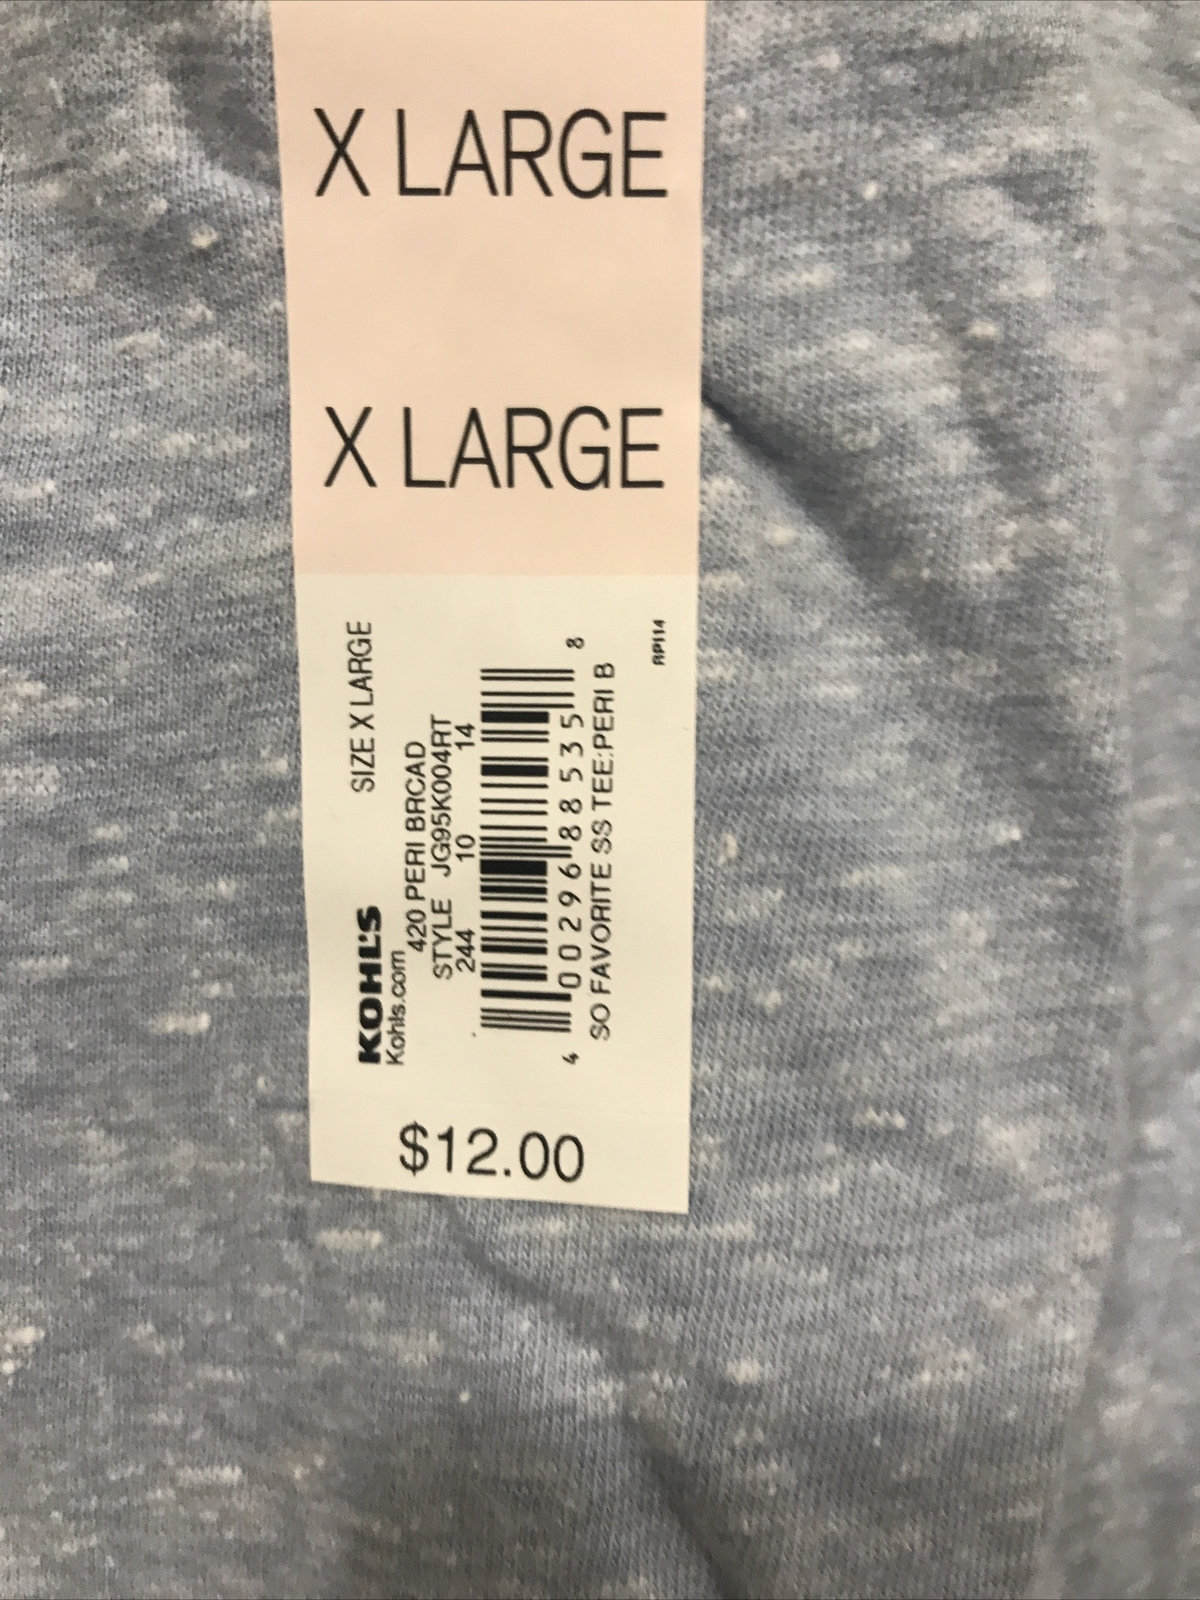 X LARGE
X LARGE
SIZE X LARGE
KOHL'S
Kohls.com
420 PERI BRCAD
STYLE JG95K004RT
244 10 14
4 00296 88535 8
SO FAVORITE SS TEE:PERI B
RPI14
$12.00